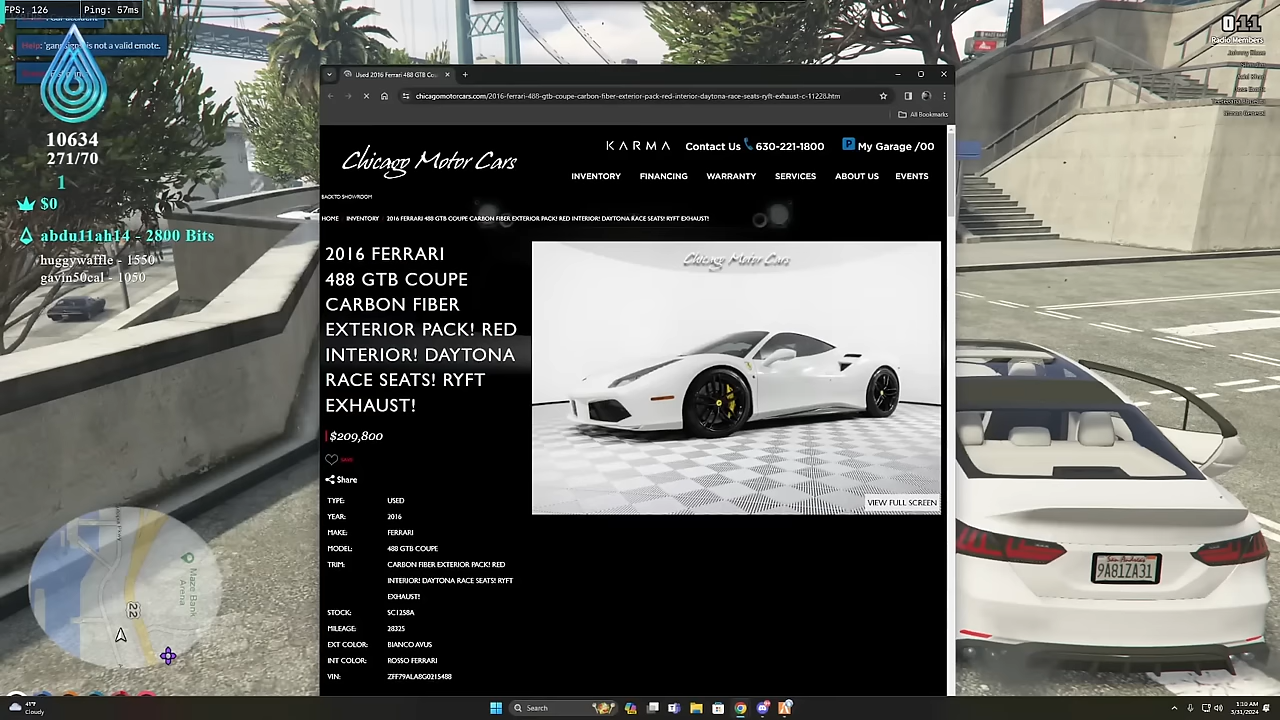 FPS: 126
Ping: 57ms
is not a valid emote.
10634
271/70
1
$0
abdu11ah14 - 2800 Bits
huggywaffle - 1550
gavin50cal - 1050
Used 2016 Ferrari 488 GTB Cou
chicagomotorcars.com/2016-ferrari-488-gtb-coupe-carbon-fiber-exterior-pack-red-interior-daytona-race-seats-ryft-exhaust-c-11228.htm
All Bookmarks
Chicago Motor Cars
KARMA
Contact Us 630-221-1800
P My Garage /00
INVENTORY FINANCING WARRANTY SERVICES ABOUT US EVENTS
BACK TO SHOWROOM
HOME INVENTORY 2016 FERRARI 488 GTB COUPE CARBON FIBER EXTERIOR PACK! RED INTERIOR! DAYTONA RACE SEATS! RYFT EXHAUST!
2016 FERRARI
488 GTB COUPE
CARBON FIBER
EXTERIOR PACK! RED
INTERIOR! DAYTONA
RACE SEATS! RYFT
EXHAUST!
$209,800
SAVE
Share
Chicago Motor Cars
VIEW FULL SCREEN
TYPE: USED
YEAR: 2016
MAKE: FERRARI
MODEL: 488 GTB COUPE
TRIM: CARBON FIBER EXTERIOR PACK! RED
INTERIOR! DAYTONA RACE SEATS! RYFT
EXHAUST!
STOCK: SC1258A
MILEAGE: 28325
EXT COLOR: BIANCO AVUS
INT COLOR: ROSSO FERRARI
VIN: ZFF79ALA8G0215488
Radio Members
9A81ZA31
22
Maze Bank
Arena
41°F
Cloudy
Search
1:10 AM
3/31/2024